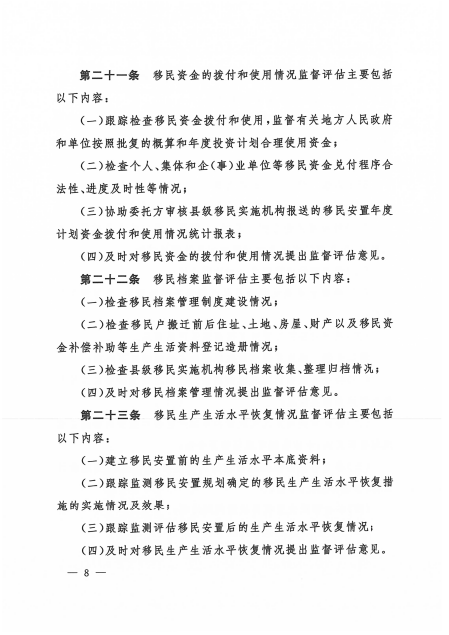 第二十一条　移民资金的拨付和使用情况监督评估主要包括
以下内容：
（一）跟踪检查移民资金拨付和使用，监督有关地方人民政府
和单位按照批复的概算和年度投资计划合理使用资金；
（二）检查个人、集体和企（事）业单位等移民资金兑付程序合
法性、进度及时性等情况；
（三）协助委托方审核县级移民实施机构报送的移民安置年度
计划资金拨付和使用情况统计报表；
（四）及时对移民资金的拨付和使用情况提出监督评估意见。
第二十二条　移民档案监督评估主要包括以下内容：
（一）检查移民档案管理制度建设情况；
（二）检查移民户搬迁前后住址、土地、房屋、财产以及移民资
金补偿补助等生产生活资料登记造册情况；
（三）检查县级移民实施机构移民档案收集、整理归档情况；
（四）及时对移民档案管理情况提出监督评估意见。
第二十三条　移民生产生活水平恢复情况监督评估主要包括
以下内容：
（一）建立移民安置前的生产生活水平本底资料；
（二）跟踪监测移民安置规划确定的移民生产生活水平恢复措
施的实施情况及效果；
（三）跟踪监测评估移民安置后的生产生活水平恢复情况；
（四）及时对移民生产生活水平恢复情况提出监督评估意见。
— 8 —